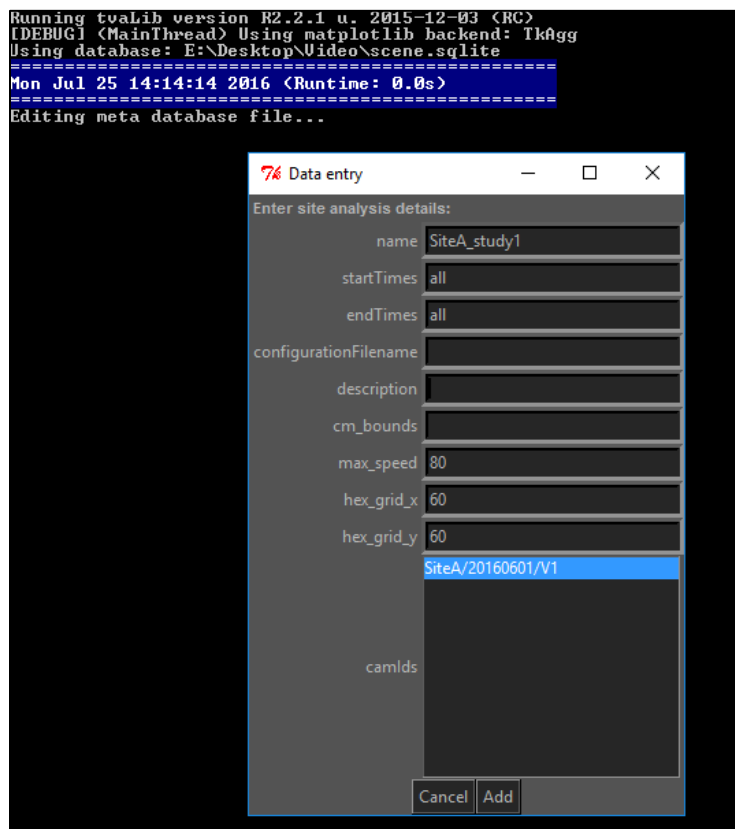 Running tvaLib version R2.2.1 u. 2015-12-03 (RC)
[DEBUG] (MainThread) Using matplotlib backend: TkAgg
Using database: E:\Desktop\Video\scene.sqlite
=======================================================
Mon Jul 25 14:14:14 2016 (Runtime: 0.0s)
=======================================================
Editing meta database file...
Data entry
Enter site analysis details:
name SiteA_study1
startTimes all
endTimes all
configurationFilename
description
cm_bounds
max_speed 80
hex_grid_x 60
hex_grid_y 60
SiteA/20160601/V1
camIds
Cancel Add